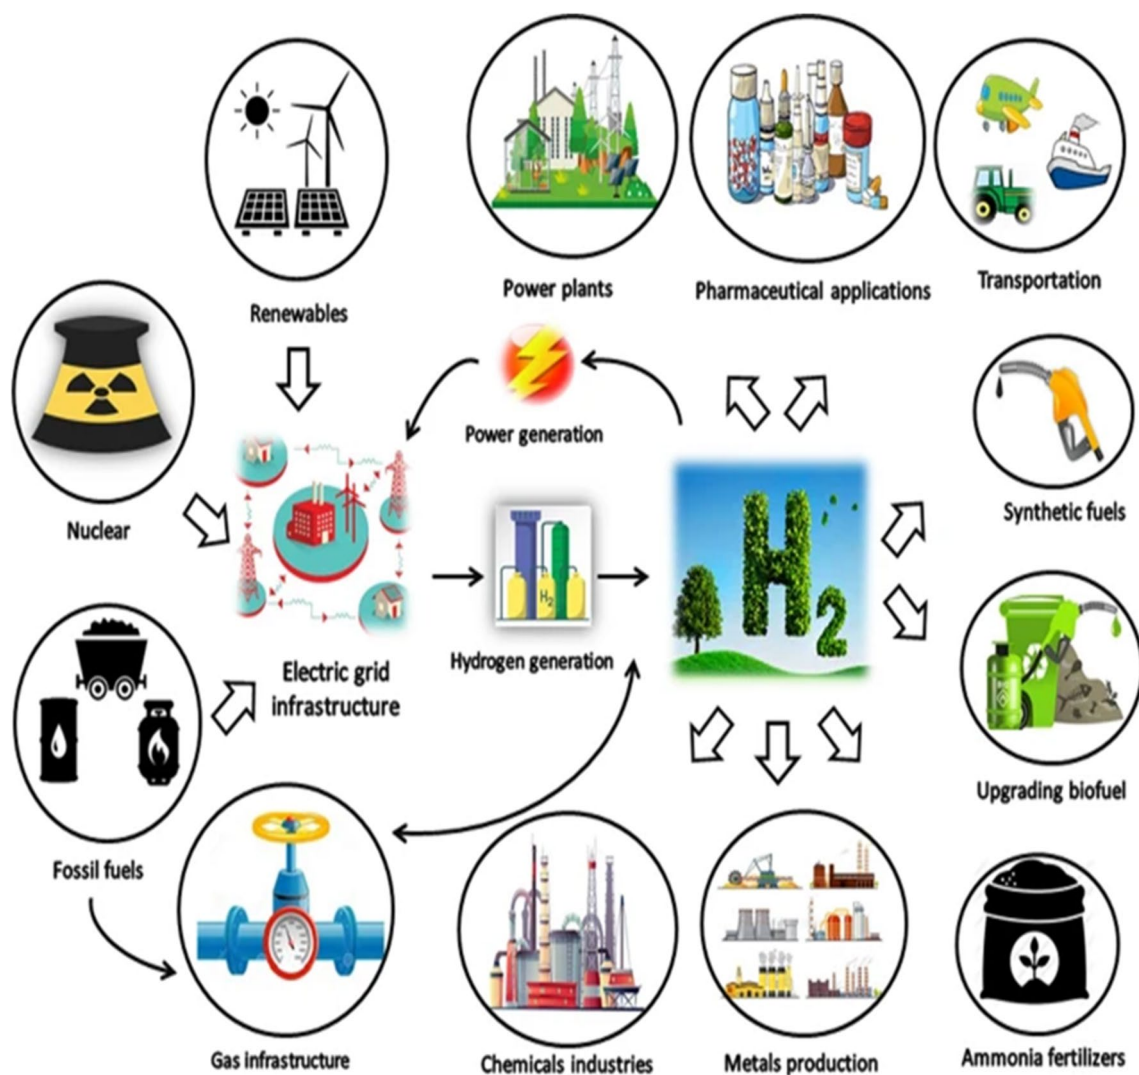 Power plants
Pharmaceutical applications
Transportation
Renewables
Power generation
Nuclear
Synthetic fuels
H2
H2
Hydrogen generation
Electric grid
infrastructure
Upgrading biofuel
Fossil fuels
Gas infrastructure
Chemicals industries
Metals production
Ammonia fertilizers